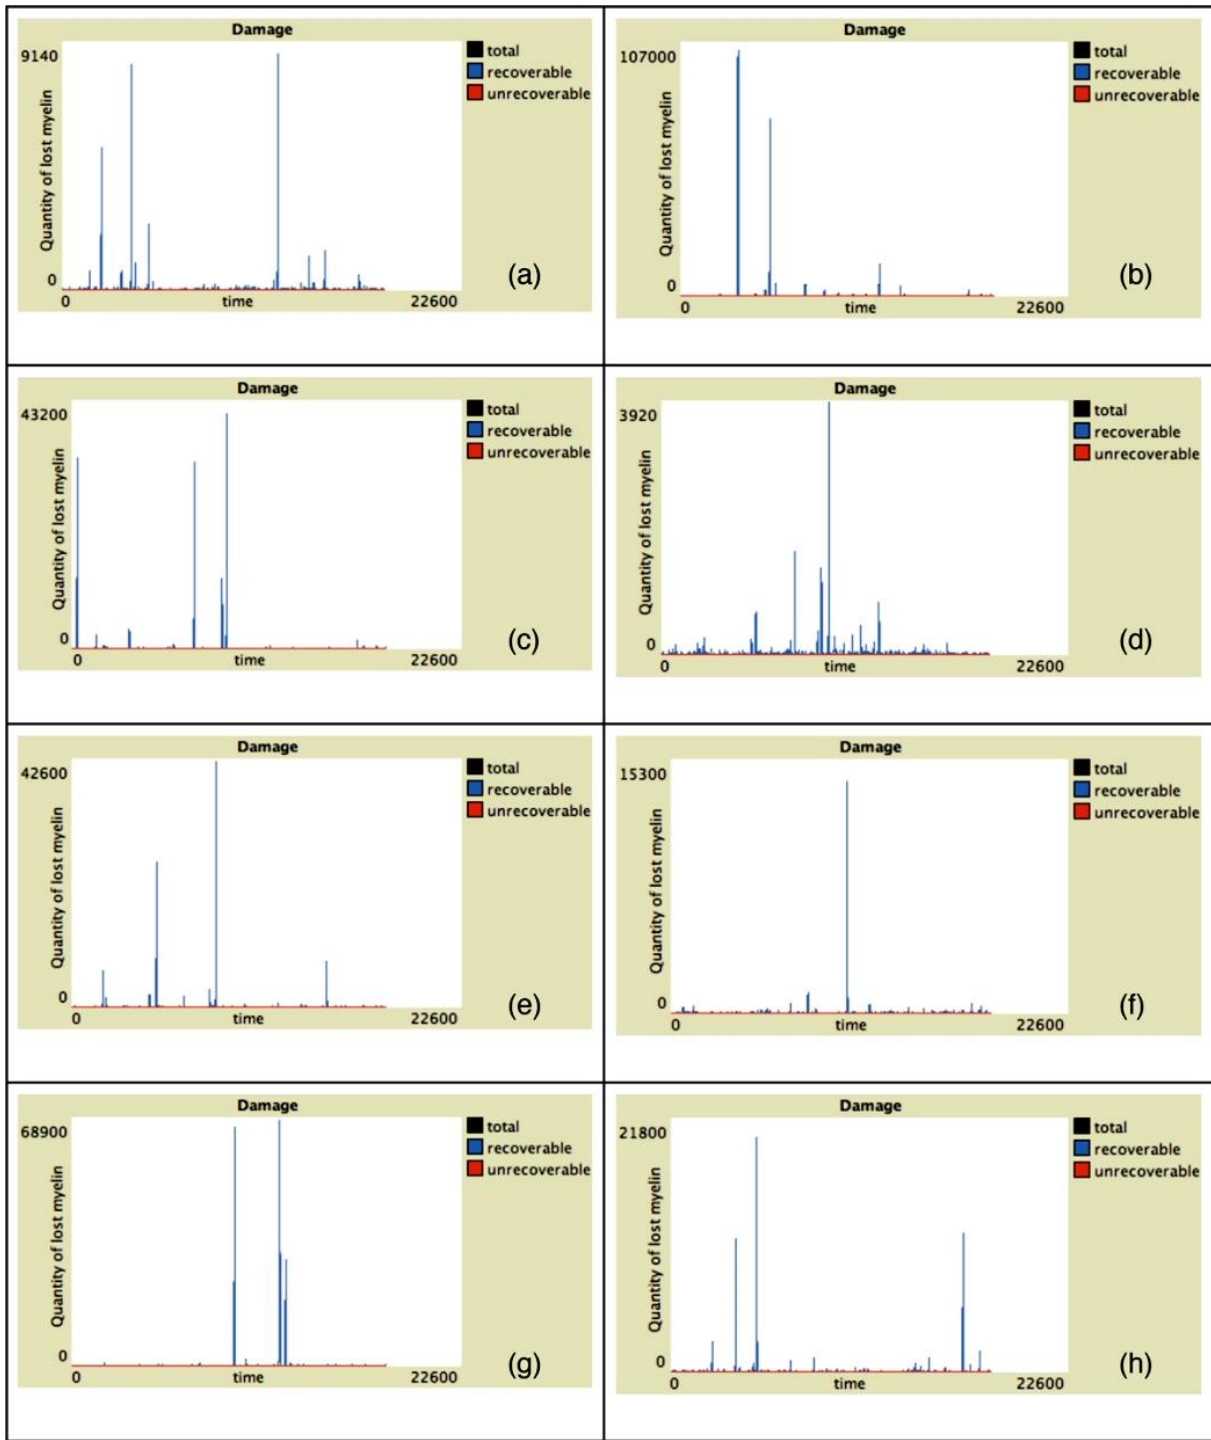 Damage
9140
total
recoverable
unrecoverable
Quantity of lost myelin
0
0
time
22600
(a)
Damage
107000
total
recoverable
unrecoverable
Quantity of lost myelin
0
0
time
22600
(b)
Damage
43200
total
recoverable
unrecoverable
Quantity of lost myelin
0
0
time
22600
(c)
Damage
3920
total
recoverable
unrecoverable
Quantity of lost myelin
0
0
time
22600
(d)
Damage
42600
total
recoverable
unrecoverable
Quantity of lost myelin
0
0
time
22600
(e)
Damage
15300
total
recoverable
unrecoverable
Quantity of lost myelin
0
0
time
22600
(f)
Damage
68900
total
recoverable
unrecoverable
Quantity of lost myelin
0
0
time
22600
(g)
Damage
21800
total
recoverable
unrecoverable
Quantity of lost myelin
0
0
time
22600
(h)